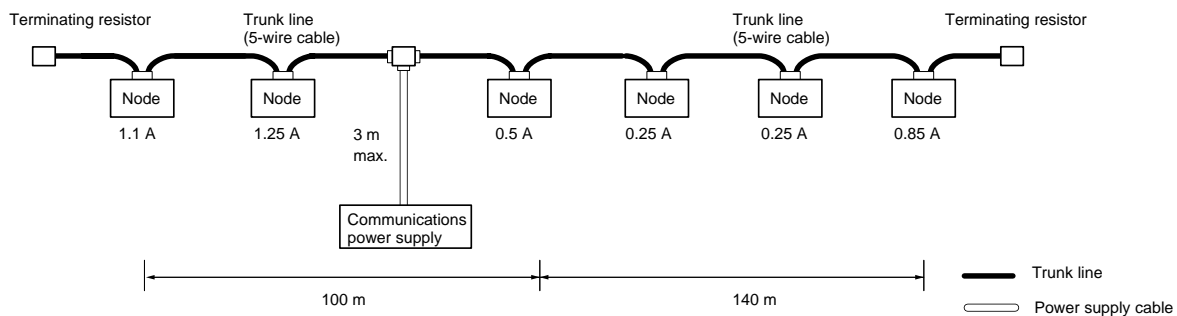 Terminating resistor
Trunk line
(5-wire cable)
Trunk line
(5-wire cable)
Terminating resistor
Node
Node
Node
Node
Node
Node
1.1 A
1.25 A
3 m
max.
0.5 A
0.25 A
0.25 A
0.85 A
Communications
power supply
100 m
140 m
Trunk line
Power supply cable